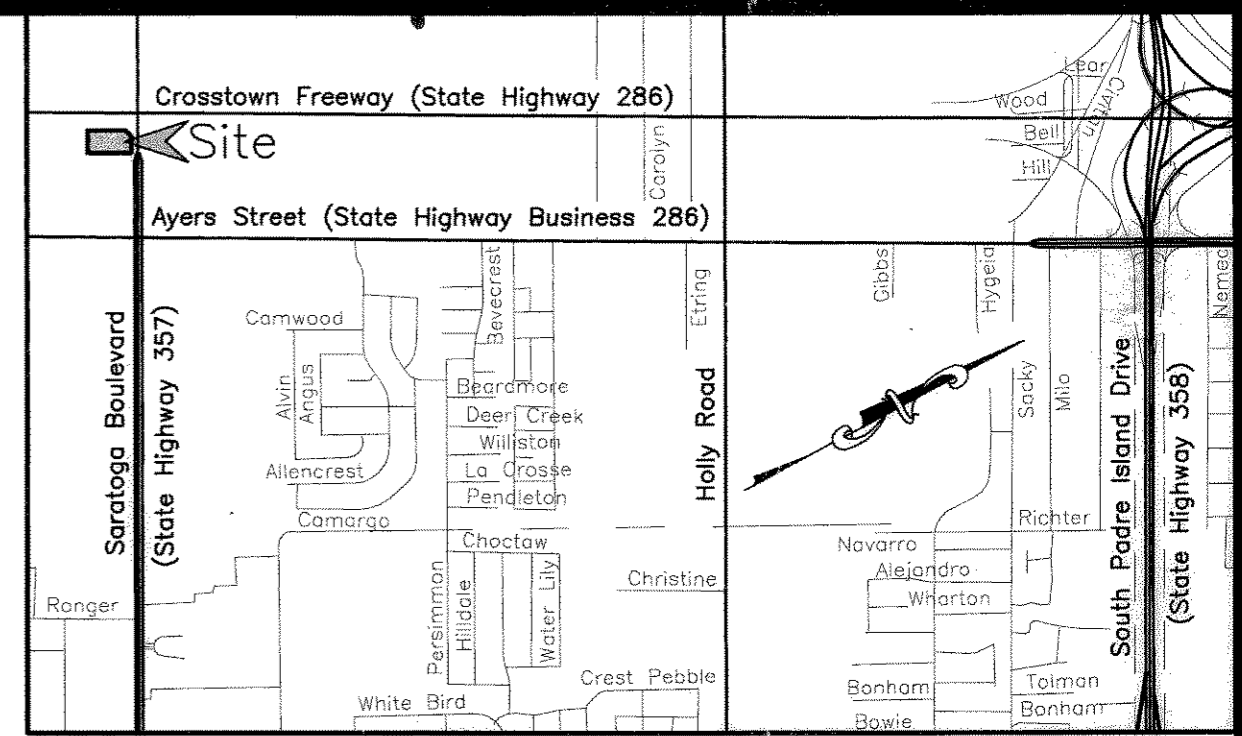 Crosstown Freeway (State Highway 286)
Site
Ayers Street (State Highway Business 286)
Lear
Wood
Clifton
Bell
Hill
Carolyn
Saratoga Boulevard
(State Highway 357)
Camwood
Alvin
Angus
Allencrest
Camargo
Bevecrest
Beardmore
Deer Creek
Williston
La Crosse
Pendleton
Etring
Holly Road
Gibbs
Hygeia
Sacky
Milo
N
South Padre Island Drive
(State Highway 358)
Nemec
Richter
Navarro
Alejandro
Wharton
Choctaw
Persimmon
Hilldale
Water Lily
Christine
Ranger
White Bird
Crest Pebble
Bonham
Bowie
Tolman
Bonham